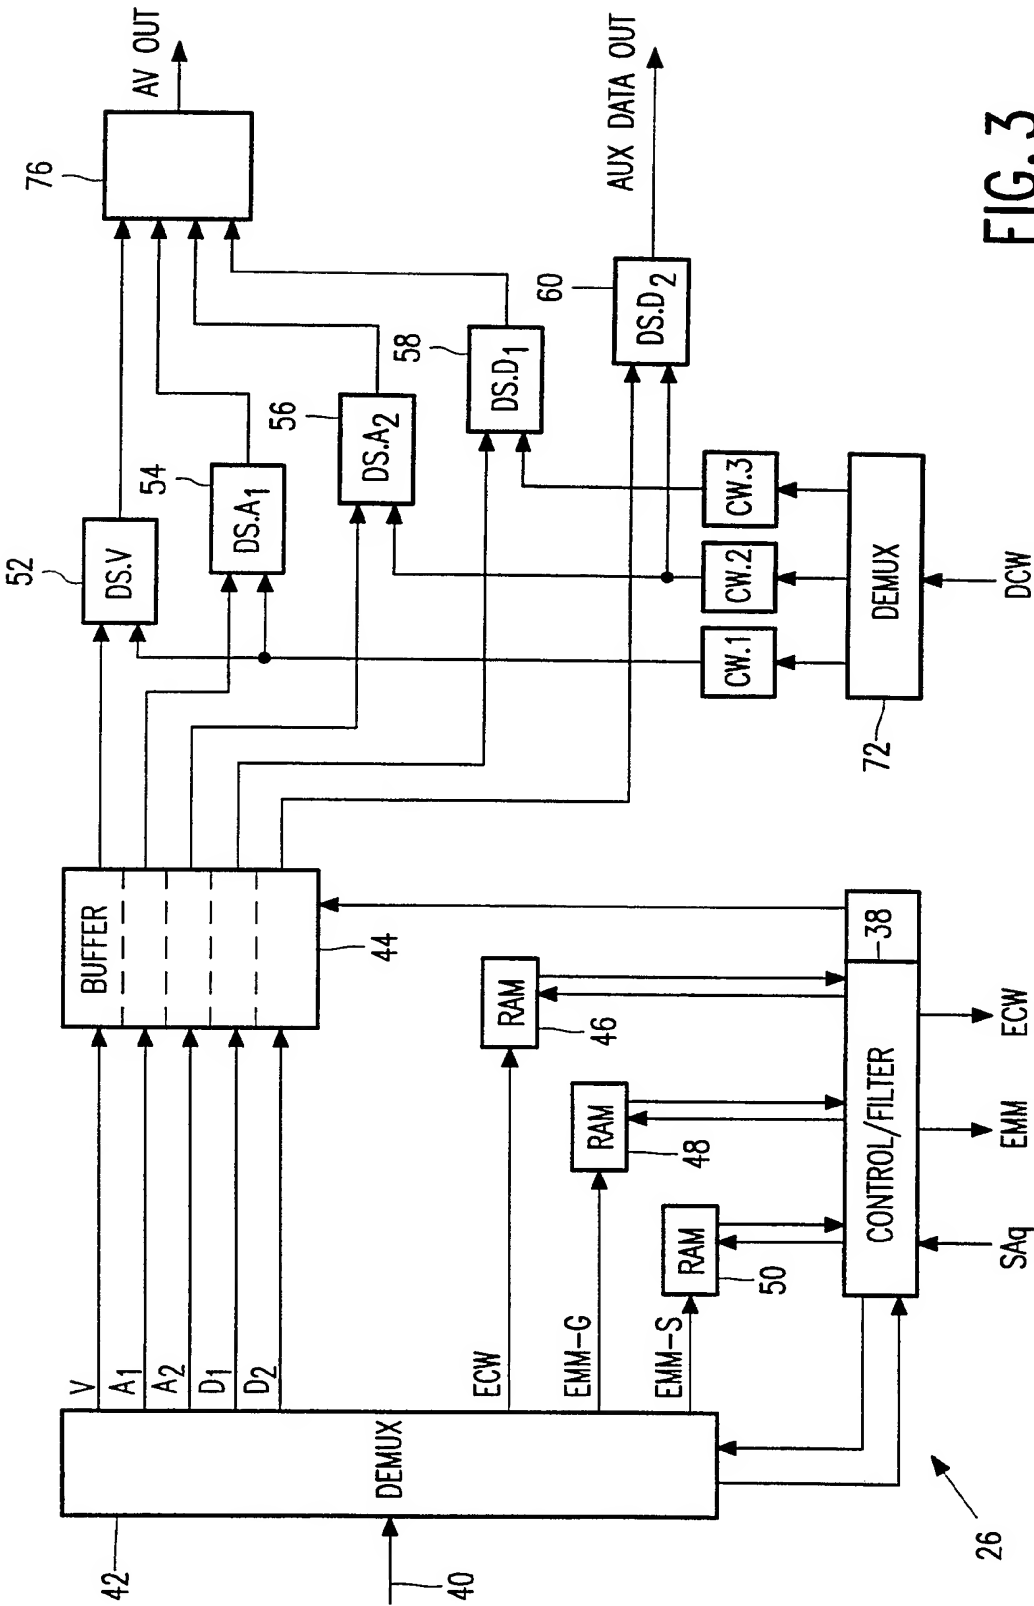 AV OUT
76
AUX DATA OUT
60
DS.D2
58
DS.D1
56
DS.A2
54
DS.A1
52
DS.V
CW.1
CW.2
CW.3
DEMUX
72
DCW
BUFFER
44
V
A1
A2
D1
D2
ECW
EMM-G
EMM-S
RAM
46
RAM
48
RAM
50
CONTROL/FILTER
38
SAq
EMM
ECW
DEMUX
42
40
26
FIG. 3